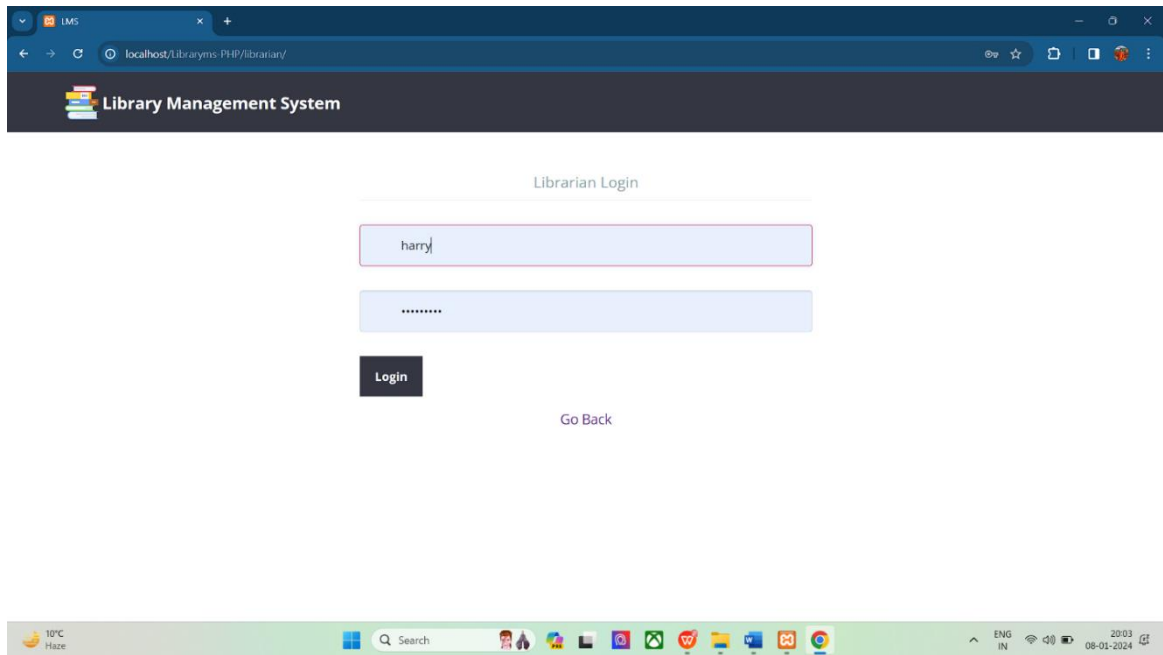 LMS
localhost/Libraryms-PHP/librarian/
Library Management System
Librarian Login
harry
•••••••••
Login
Go Back
10°C
Haze
Search
PRE
ENG
IN
20:03
08-01-2024